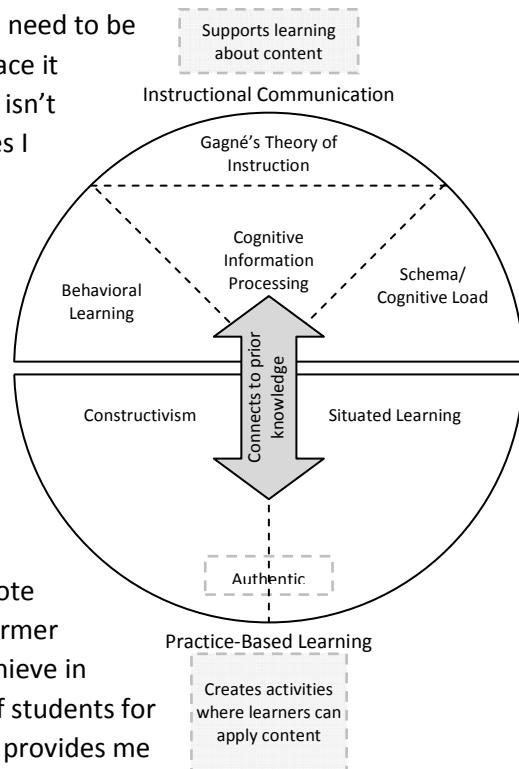 need to be
ace it
isn't
es I
Supports learning
about content
Instructional Communication
Gagné's Theory of
Instruction
Cognitive
Information
Processing
Behavioral
Learning
Schema/
Cognitive Load
Connects to prior
knowledge
Constructivism
Situated Learning
Authentic
Practice-Based Learning
Creates activities
where learners can
apply content
ote
rmer
hieve in
f students for
provides me